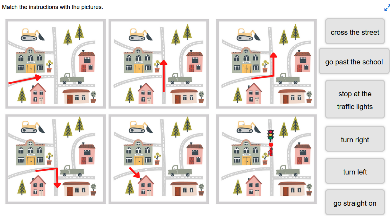 Match the instructions with the pictures.
cross the street
go past the school
stop at the
traffic lights
turn right
turn left
go straight on